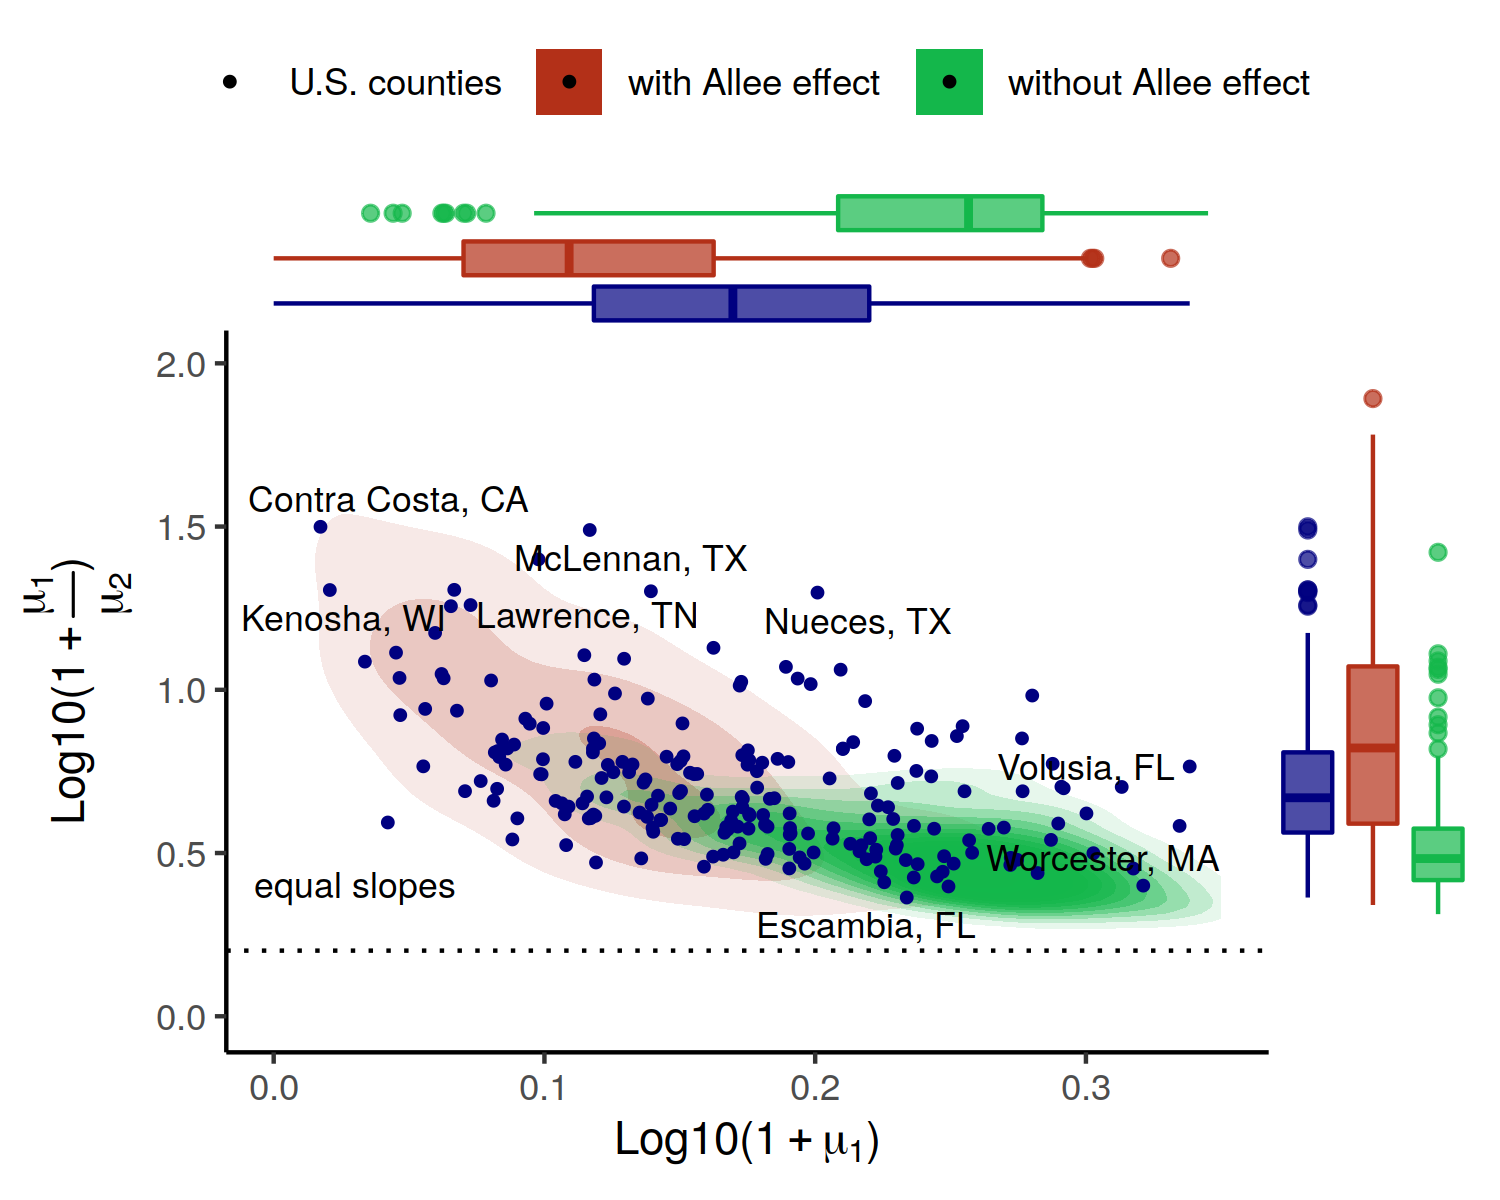 U.S. counties with Allee effect without Allee effect
2.0
1.5
1.0
0.5
0.0
Log10(1 + μ1/μ2)
Contra Costa, CA
McLennan, TX
Kenosha, WI
Lawrence, TN
Nueces, TX
Volusia, FL
Worcester, MA
equal slopes
Escambia, FL
0.0 0.1 0.2 0.3
Log10(1 + μ1)